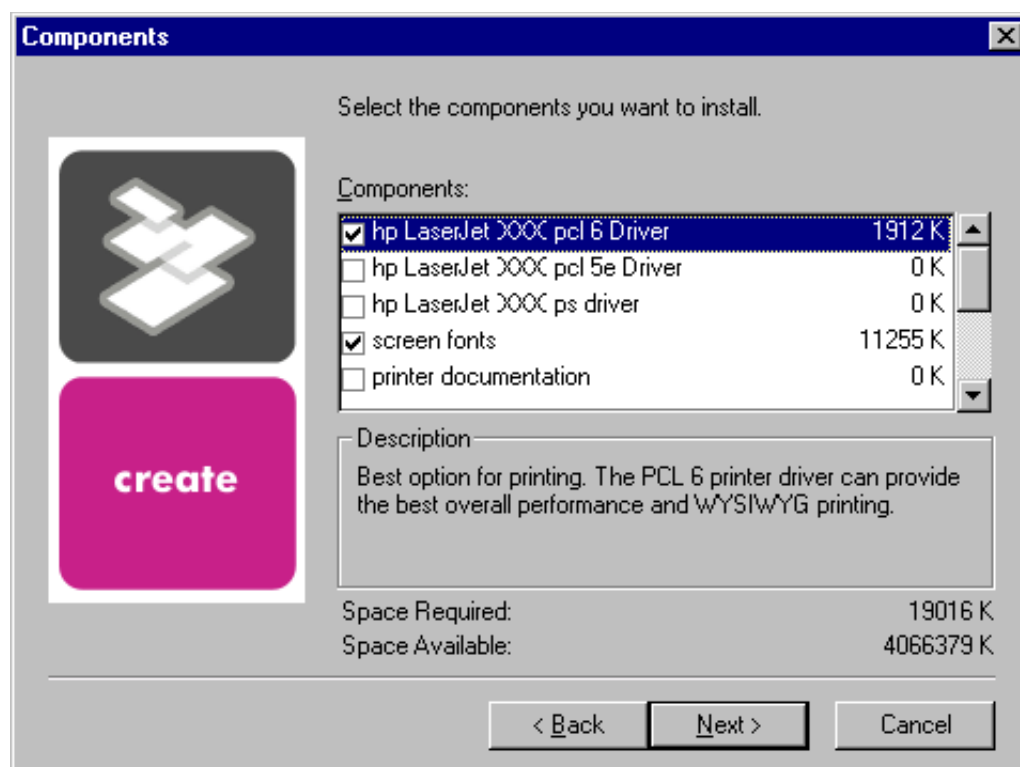 Components
Select the components you want to install.
Components:
hp LaserJet XXXX pcl 6 Driver 1912 K
hp LaserJet XXXX pcl 5e Driver 0 K
hp LaserJet XXXX ps driver 0 K
screen fonts 11255 K
printer documentation 0 K
create
Description
Best option for printing. The PCL 6 printer driver can provide
the best overall performance and WYSIWYG printing.
Space Required: 19016 K
Space Available: 4066379 K
< Back Next > Cancel